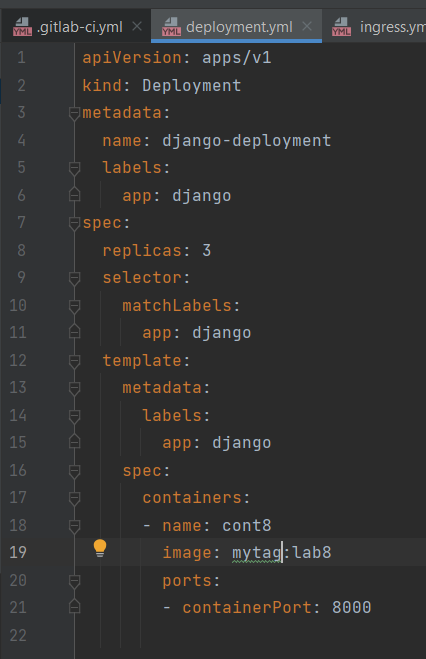 .gitlab-ci.yml deployment.yml ingress.ym
1 apiVersion: apps/v1
2 kind: Deployment
3 metadata:
4   name: django-deployment
5   labels:
6     app: django
7 spec:
8   replicas: 3
9   selector:
10     matchLabels:
11       app: django
12   template:
13     metadata:
14       labels:
15         app: django
16     spec:
17       containers:
18       - name: cont8
19         image: mytag:lab8
20         ports:
21         - containerPort: 8000
22